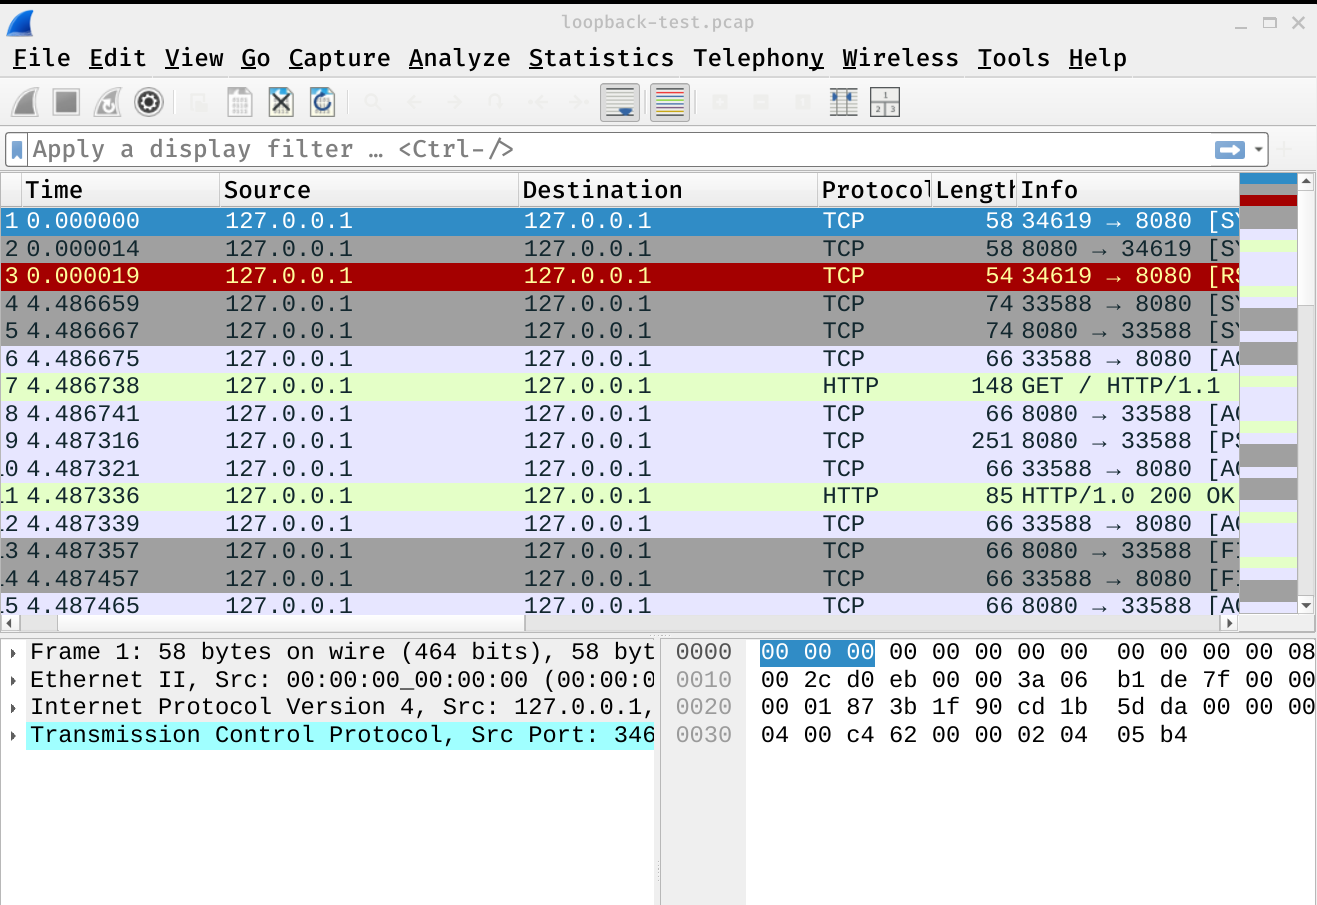 loopback-test.pcap
File Edit View Go Capture Analyze Statistics Telephony Wireless Tools Help
Apply a display filter … <Ctrl-/>
Time Source Destination Protocol Length Info
1 0.000000 127.0.0.1 127.0.0.1 TCP 58 34619 → 8080 [SY
2 0.000014 127.0.0.1 127.0.0.1 TCP 58 8080 → 34619 [SY
3 0.000019 127.0.0.1 127.0.0.1 TCP 54 34619 → 8080 [RS
4 4.486659 127.0.0.1 127.0.0.1 TCP 74 33588 → 8080 [SY
5 4.486667 127.0.0.1 127.0.0.1 TCP 74 8080 → 33588 [SY
6 4.486675 127.0.0.1 127.0.0.1 TCP 66 33588 → 8080 [AC
7 4.486738 127.0.0.1 127.0.0.1 HTTP 148 GET / HTTP/1.1
8 4.486741 127.0.0.1 127.0.0.1 TCP 66 8080 → 33588 [AC
9 4.487316 127.0.0.1 127.0.0.1 TCP 251 8080 → 33588 [PS
10 4.487321 127.0.0.1 127.0.0.1 TCP 66 33588 → 8080 [AC
11 4.487336 127.0.0.1 127.0.0.1 HTTP 85 HTTP/1.0 200 OK
12 4.487339 127.0.0.1 127.0.0.1 TCP 66 33588 → 8080 [AC
13 4.487357 127.0.0.1 127.0.0.1 TCP 66 8080 → 33588 [FI
14 4.487457 127.0.0.1 127.0.0.1 TCP 66 33588 → 8080 [FI
15 4.487465 127.0.0.1 127.0.0.1 TCP 66 8080 → 33588 [AC
Frame 1: 58 bytes on wire (464 bits), 58 byt
Ethernet II, Src: 00:00:00_00:00:00 (00:00:0
Internet Protocol Version 4, Src: 127.0.0.1,
Transmission Control Protocol, Src Port: 346
0000 00 00 00 00 00 00 00 00 00 00 00 00 08
0010 00 2c d0 eb 00 00 3a 06 b1 de 7f 00 00
0020 00 01 87 3b 1f 90 cd 1b 5d da 00 00 00
0030 04 00 c4 62 00 00 02 04 05 b4